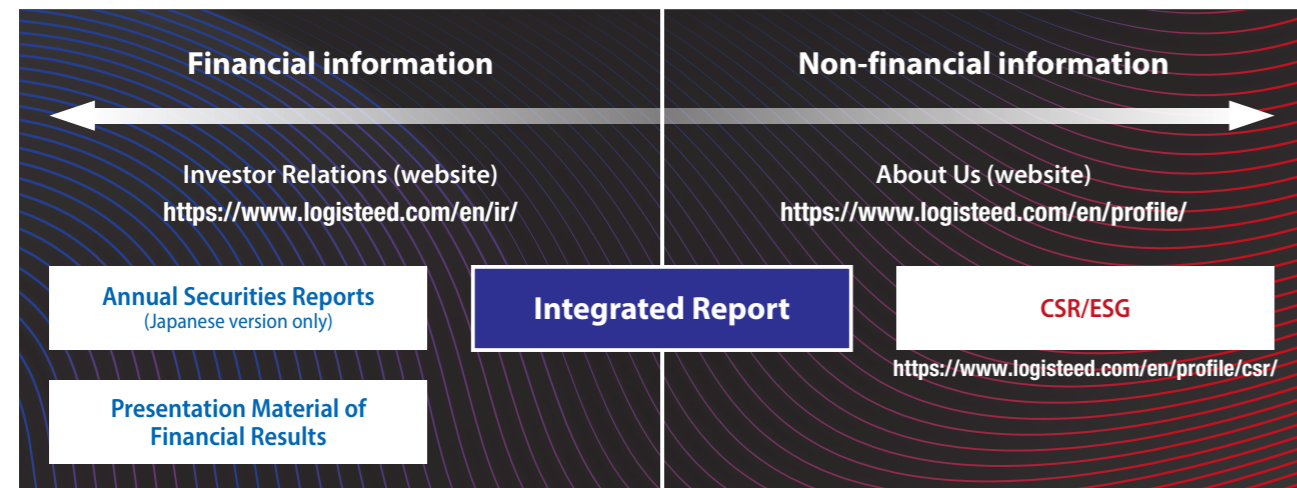 Financial information
Non-financial information
Investor Relations (website)
https://www.logisteed.com/en/ir/
About Us (website)
https://www.logisteed.com/en/profile/
Annual Securities Reports
(Japanese version only)
Integrated Report
CSR/ESG
https://www.logisteed.com/en/profile/csr/
Presentation Material of
Financial Results